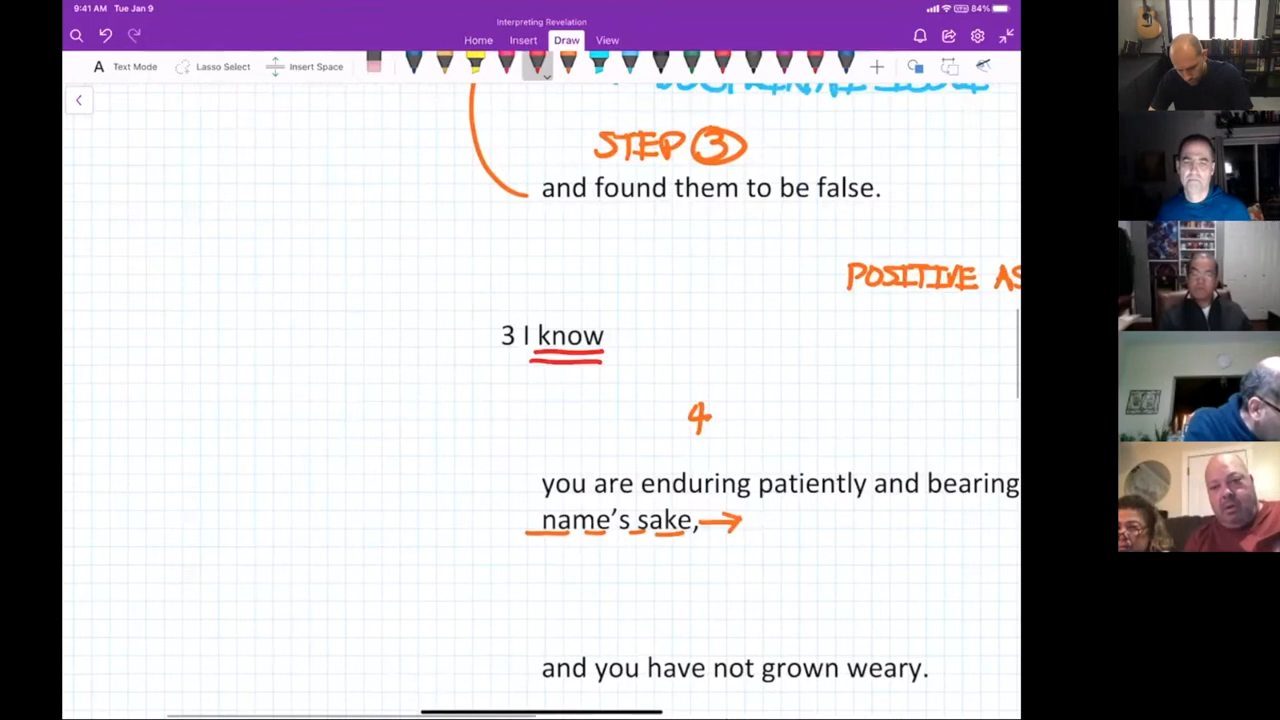 9:41 AM Tue Jan 9
84%
Interpreting Revelation
Home Insert Draw View
A Text Mode Lasso Select Insert Space
STEP 3
and found them to be false.
POSITIVE AS
3 I know
4
you are enduring patiently and bearing
name’s sake,
and you have not grown weary.